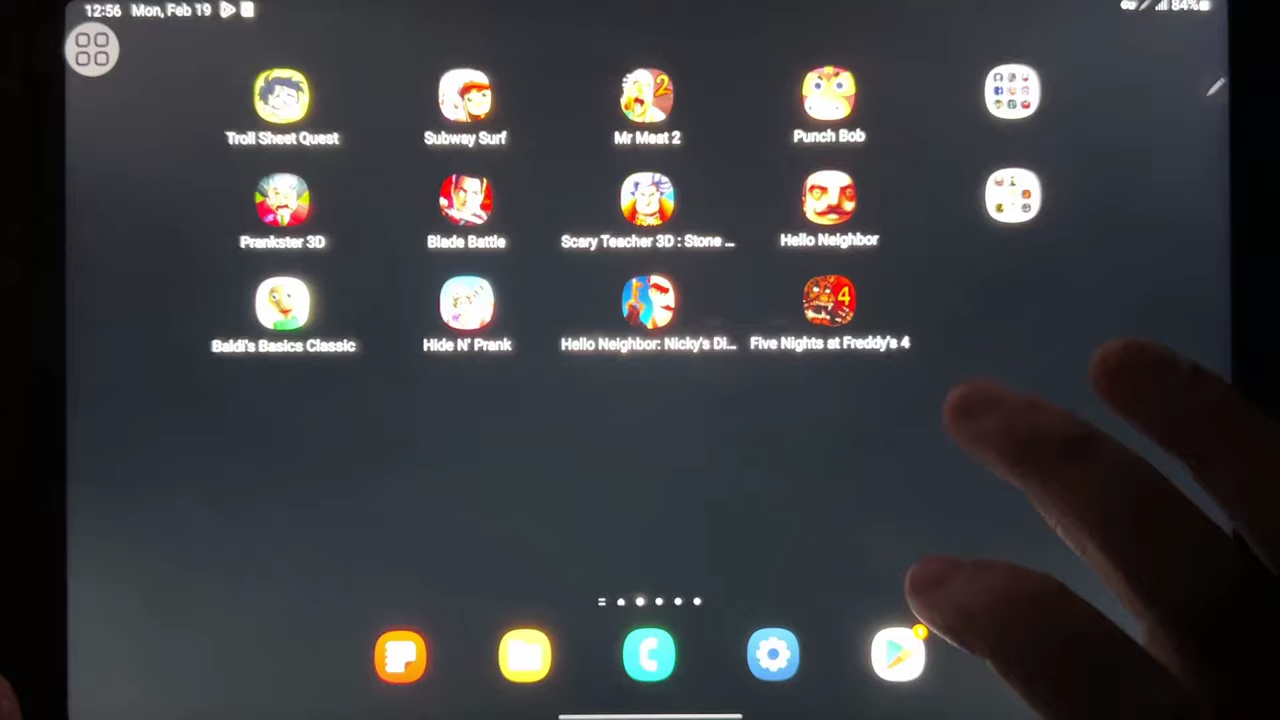 12:56 Mon, Feb 19
84%
Troll Sheet Quest
Subway Surf
2
Mr Meat 2
Punch Bob
Prankster 3D
Blade Battle
Scary Teacher 3D : Stone ...
Hello Neighbor
Baldi's Basics Classic
Hide N' Prank
Hello Neighbor: Nicky's Di...
4
Five Nights at Freddy's 4